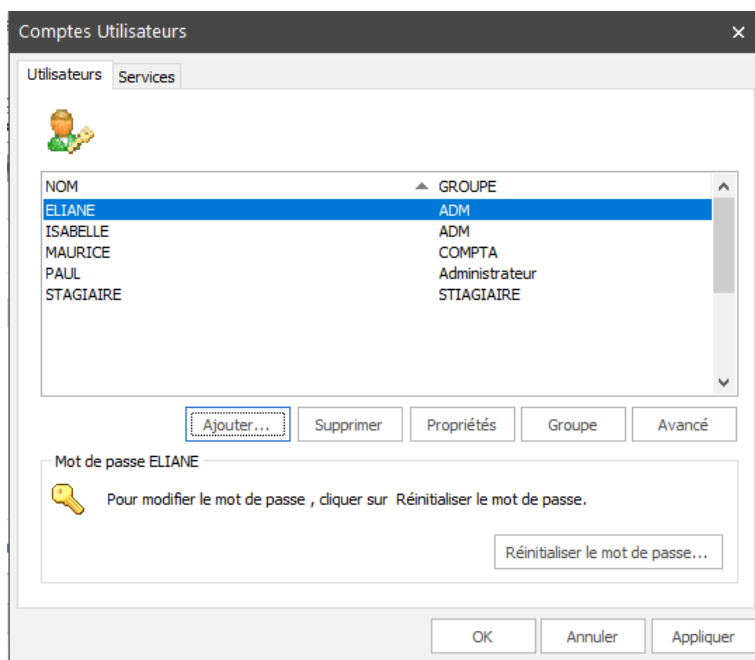 Comptes Utilisateurs
Utilisateurs Services
NOM GROUPE
ELIANE ADM
ISABELLE ADM
MAURICE COMPTA
PAUL Administrateur
STAGIAIRE STIAGIAIRE
Ajouter... Supprimer Propriétés Groupe Avancé
Mot de passe ELIANE
Pour modifier le mot de passe , cliquer sur Réinitialiser le mot de passe.
Réinitialiser le mot de passe...
OK Annuler Appliquer